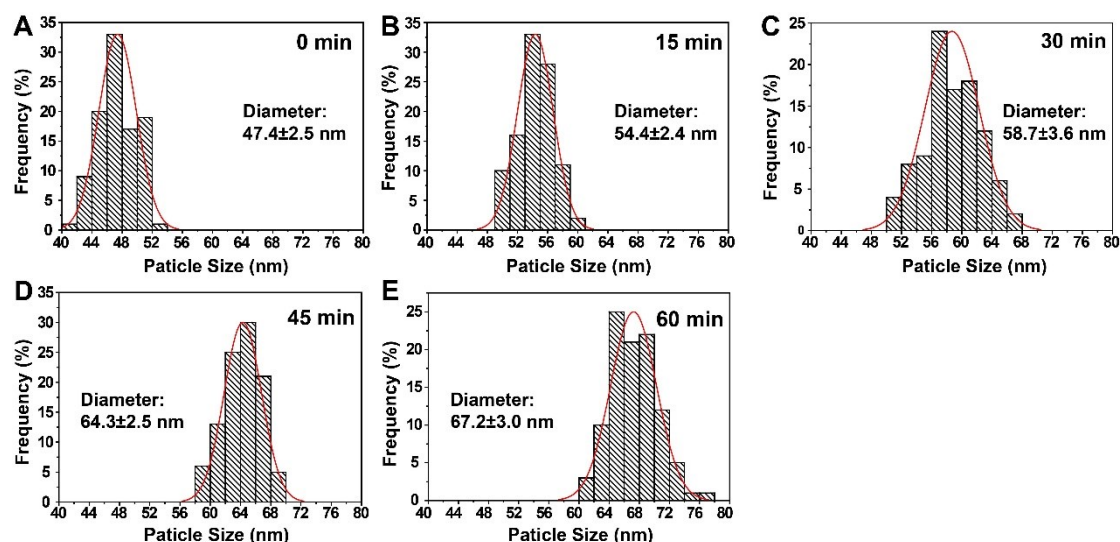 A
0 min
Frequency (%)
35
30
25
20
15
10
5
0
Diameter:
47.4±2.5 nm
40 44 48 52 56 60 64 68 72 76 80
Paticle Size (nm)
B
15 min
Frequency (%)
35
30
25
20
15
10
5
0
Diameter:
54.4±2.4 nm
40 44 48 52 56 60 64 68 72 76 80
Paticle Size (nm)
C
30 min
Frequency (%)
25
20
15
10
5
0
Diameter:
58.7±3.6 nm
40 44 48 52 56 60 64 68 72 76 80
Paticle Size (nm)
D
45 min
Frequency (%)
35
30
25
20
15
10
5
0
Diameter:
64.3±2.5 nm
40 44 48 52 56 60 64 68 72 76 80
Paticle Size (nm)
E
60 min
Frequency (%)
25
20
15
10
5
0
Diameter:
67.2±3.0 nm
40 44 48 52 56 60 64 68 72 76 80
Paticle Size (nm)